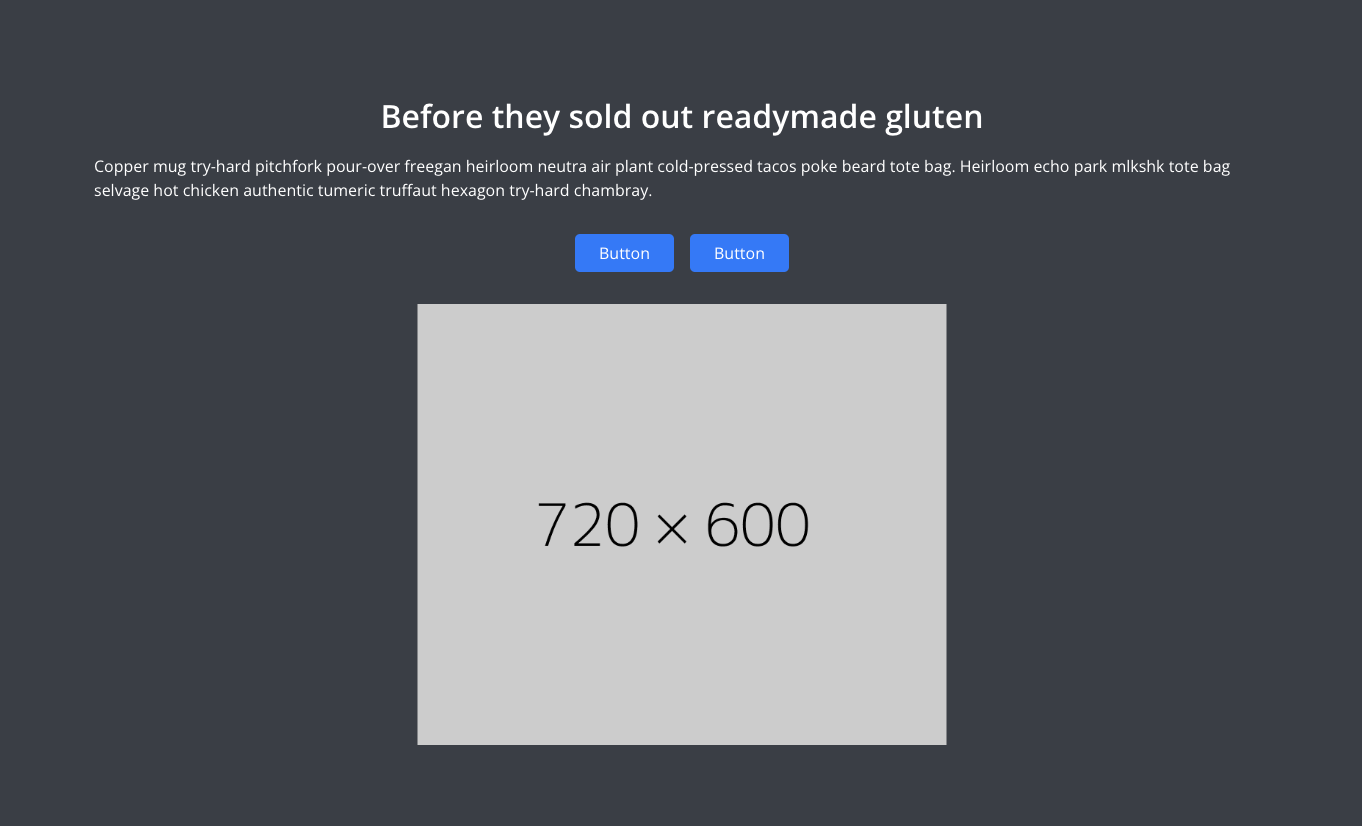 Before they sold out readymade gluten
Copper mug try-hard pitchfork pour-over freegan heirloom neutra air plant cold-pressed tacos poke beard tote bag. Heirloom echo park mlkshk tote bag
selvage hot chicken authentic tumeric truffaut hexagon try-hard chambray.
Button Button
720 × 600